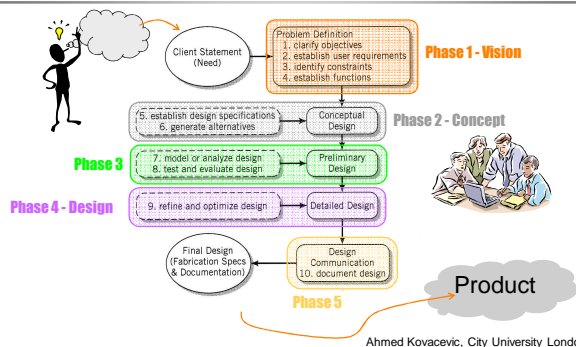 Problem Definition
1. clarify objectives
2. establish user requirements
3. identify constraints
4. establish functions
Client Statement
(Need)
Phase 1 - Vision
5. establish design specifications
6. generate alternatives
Conceptual
Design
Phase 2 - Concept
Phase 3
7. model or analyze design
8. test and evaluate design
Preliminary
Design
Phase 4 - Design
9. refine and optimize design
Detailed Design
Final Design
(Fabrication Specs
& Documentation)
Design
Communication
10. document design
Phase 5
Product
Ahmed Kovacevic, City University Londo